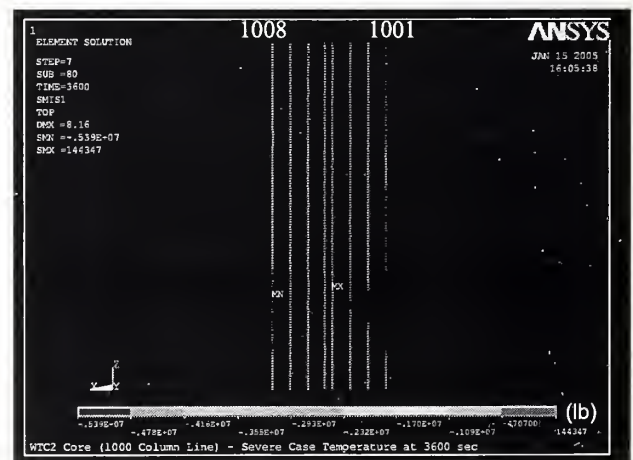 1
1008 1001
ANSYS
ELEMENT SOLUTION
JAN 15 2005
16:05:38
STEP=7
SUB =80
TIME=3600
SMIS1
TOP
DMX =8.16
SMN =-.539E+07
SMX =144347
MN
MX
Z
X Y
(lb)
-.539E+07 -.416E+07 -.293E+07 -.170E+07 -470700
-.478E+07 -.355E+07 -.232E+07 -.109E+07 144347
WTC2 Core (1000 Column Line) - Severe Case Temperature at 3600 sec